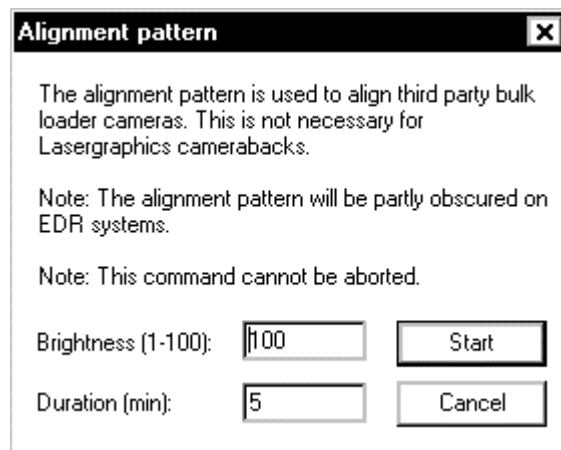 Alignment pattern
The alignment pattern is used to align third party bulk
loader cameras. This is not necessary for
Lasergraphics camerabacks.
Note: The alignment pattern will be partly obscured on
EDR systems.
Note: This command cannot be aborted.
Brightness (1-100): 100 Start
Duration (min): 5 Cancel